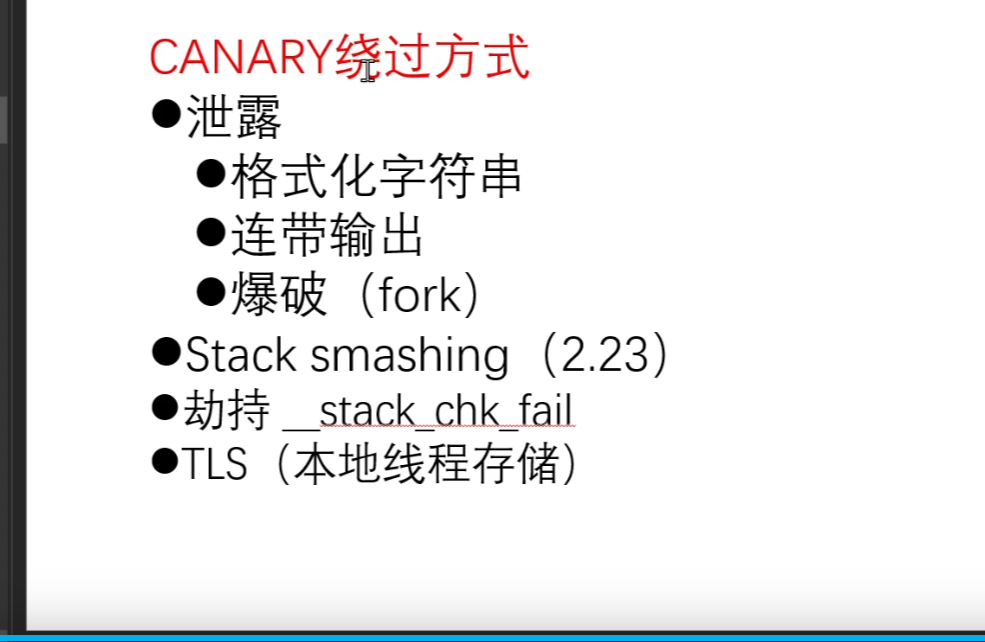 CANARY绕过方式
●泄露
●格式化字符串
●连带输出
●爆破（fork）
●Stack smashing（2.23）
●劫持 __stack_chk_fail
●TLS（本地线程存储）